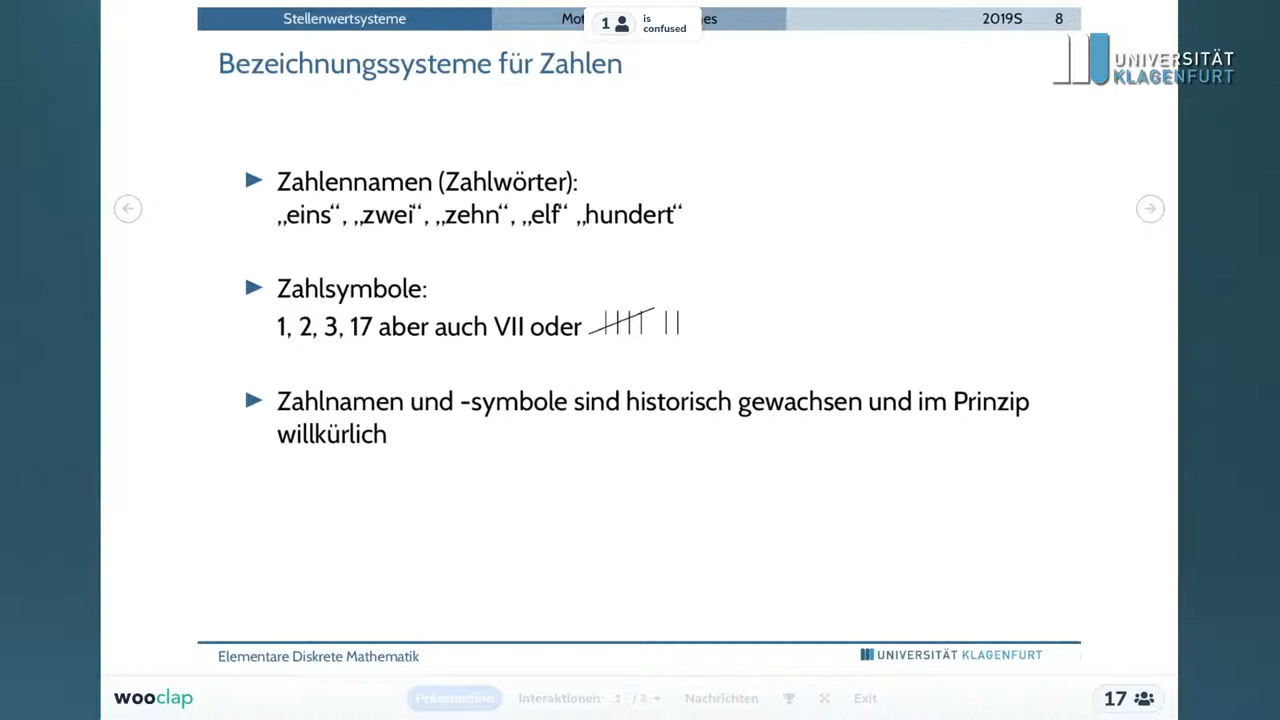 Stellenwertsysteme
2019S 8
1 is confused
Bezeichnungssysteme für Zahlen
UNIVERSITÄT
KLAGENFURT
Zahlennamen (Zahlwörter):
„eins“, „zwei“, „zehn“, „elf“ „hundert“
Zahlsymbole:
1, 2, 3, 17 aber auch VII oder
Zahlnamen und -symbole sind historisch gewachsen und im Prinzip
willkürlich
Elementare Diskrete Mathematik
UNIVERSITÄT KLAGENFURT
wooclap
Präsentation Interaktionen / 3 Nachrichten Exit
17